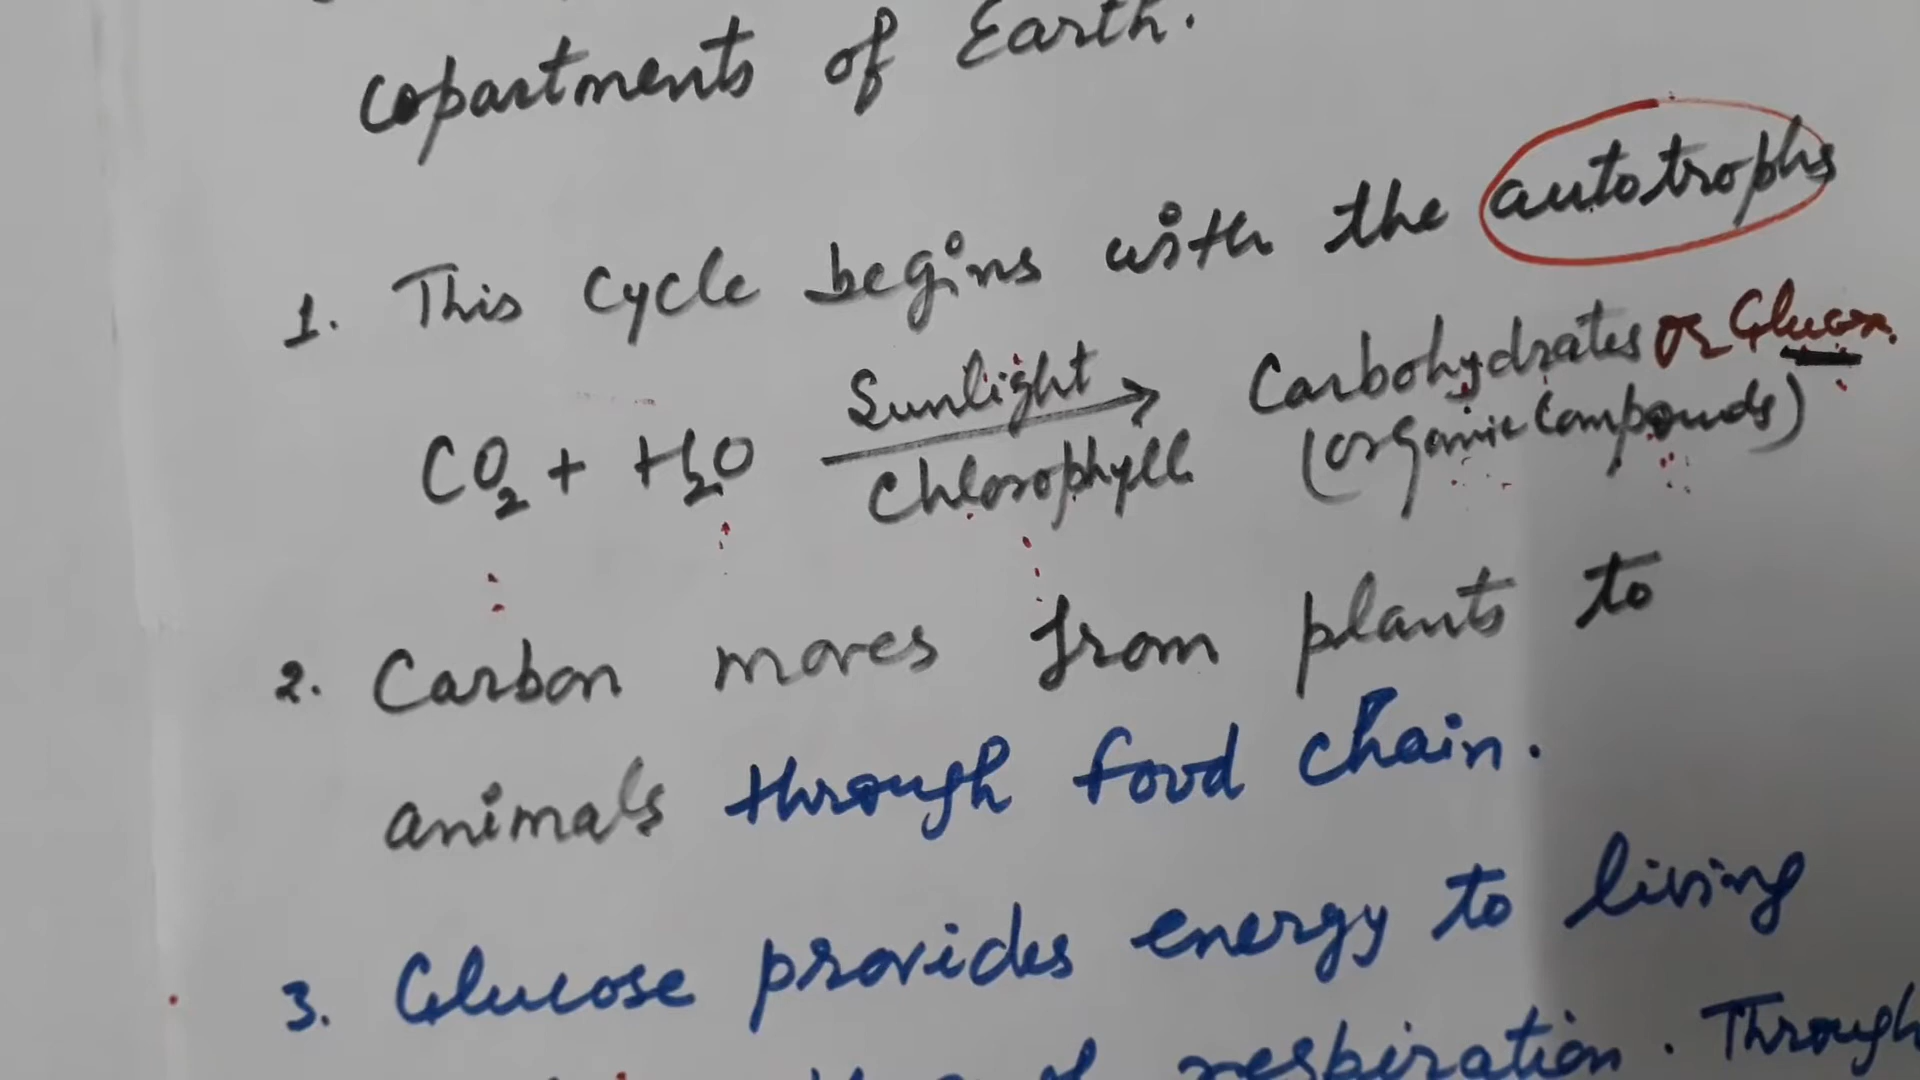 copartments of Earth.
1. This cycle begins with the autotrophs
CO2 + H2O Sunlight Chlorophyll Carbohydrates or Glucose.
(organic compounds)
2. Carbon moves from plants to
animals through food chain.
3. Glucose provides energy to living
of respiration. Through